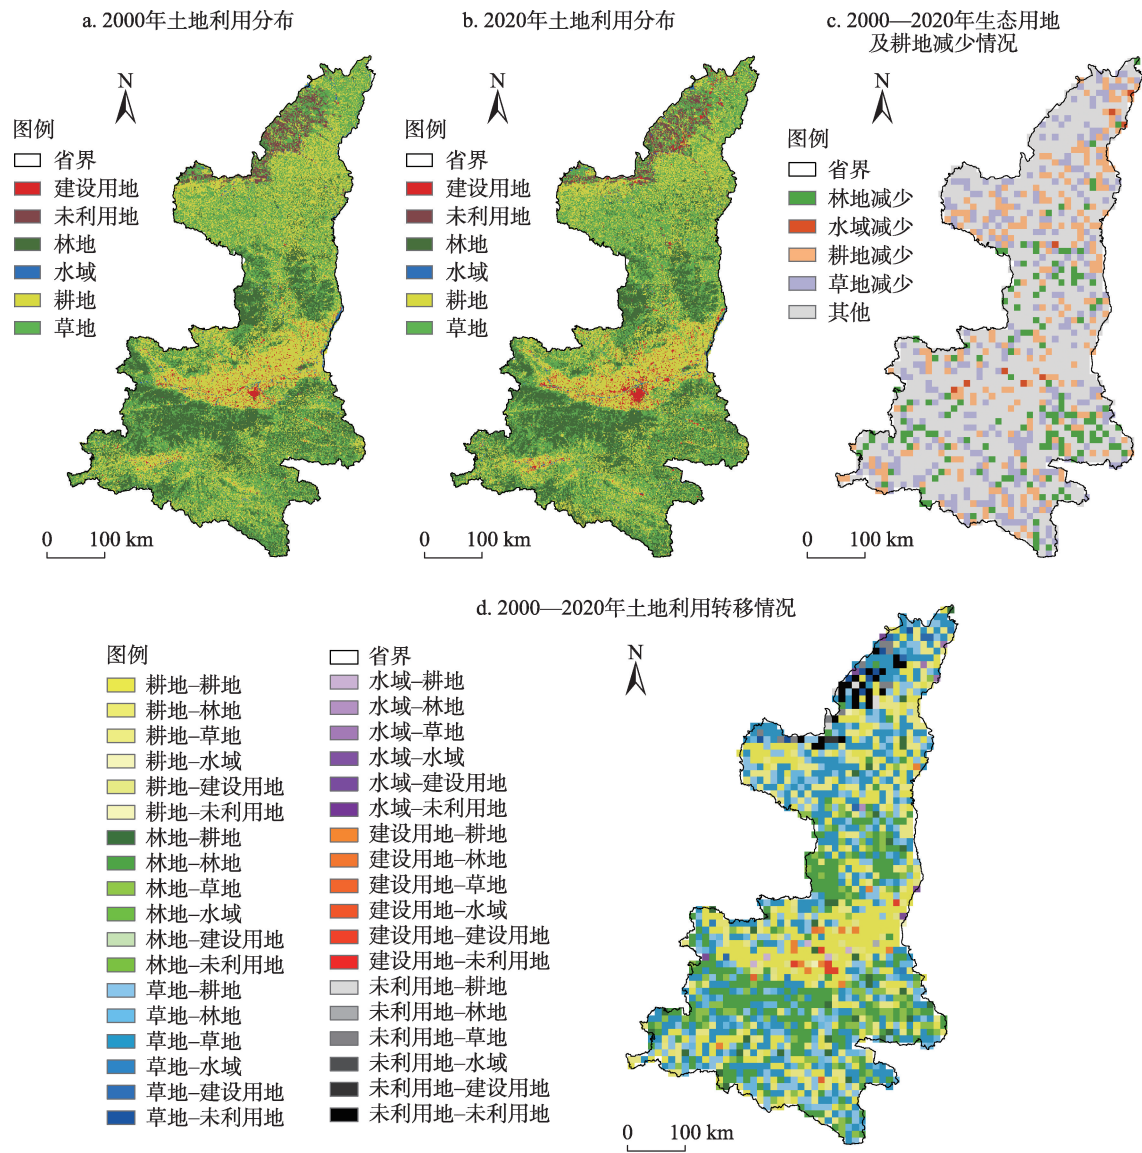 a. 2000年土地利用分布
N
图例
省界
建设用地
未利用地
林地
水域
耕地
草地
0 100 km
b. 2020年土地利用分布
N
图例
省界
建设用地
未利用地
林地
水域
耕地
草地
0 100 km
c. 2000—2020年生态用地
及耕地减少情况
N
图例
省界
林地减少
水域减少
耕地减少
草地减少
其他
0 100 km
d. 2000—2020年土地利用转移情况
N
图例
耕地–耕地
耕地–林地
耕地–草地
耕地–水域
耕地–建设用地
耕地–未利用地
林地–耕地
林地–林地
林地–草地
林地–水域
林地–建设用地
林地–未利用地
草地–耕地
草地–林地
草地–草地
草地–水域
草地–建设用地
草地–未利用地
省界
水域–耕地
水域–林地
水域–草地
水域–水域
水域–建设用地
水域–未利用地
建设用地–耕地
建设用地–林地
建设用地–草地
建设用地–水域
建设用地–建设用地
建设用地–未利用地
未利用地–耕地
未利用地–林地
未利用地–草地
未利用地–水域
未利用地–建设用地
未利用地–未利用地
0 100 km